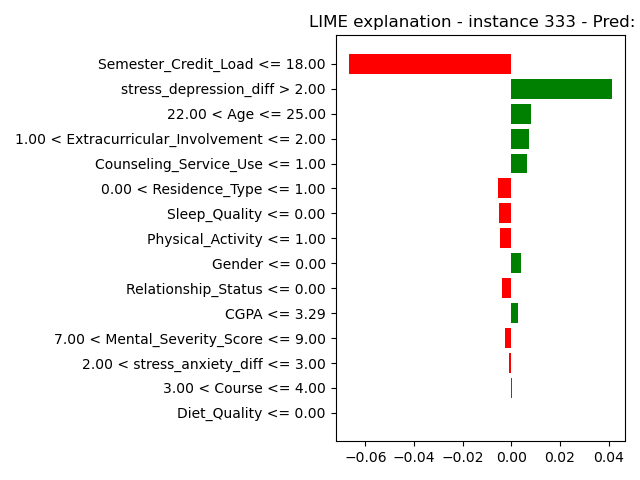 LIME explanation - instance 333 - Pred:
Semester_Credit_Load <= 18.00
stress_depression_diff > 2.00
22.00 < Age <= 25.00
1.00 < Extracurricular_Involvement <= 2.00
Counseling_Service_Use <= 1.00
0.00 < Residence_Type <= 1.00
Sleep_Quality <= 0.00
Physical_Activity <= 1.00
Gender <= 0.00
Relationship_Status <= 0.00
CGPA <= 3.29
7.00 < Mental_Severity_Score <= 9.00
2.00 < stress_anxiety_diff <= 3.00
3.00 < Course <= 4.00
Diet_Quality <= 0.00
−0.06 −0.04 −0.02 0.00 0.02 0.04